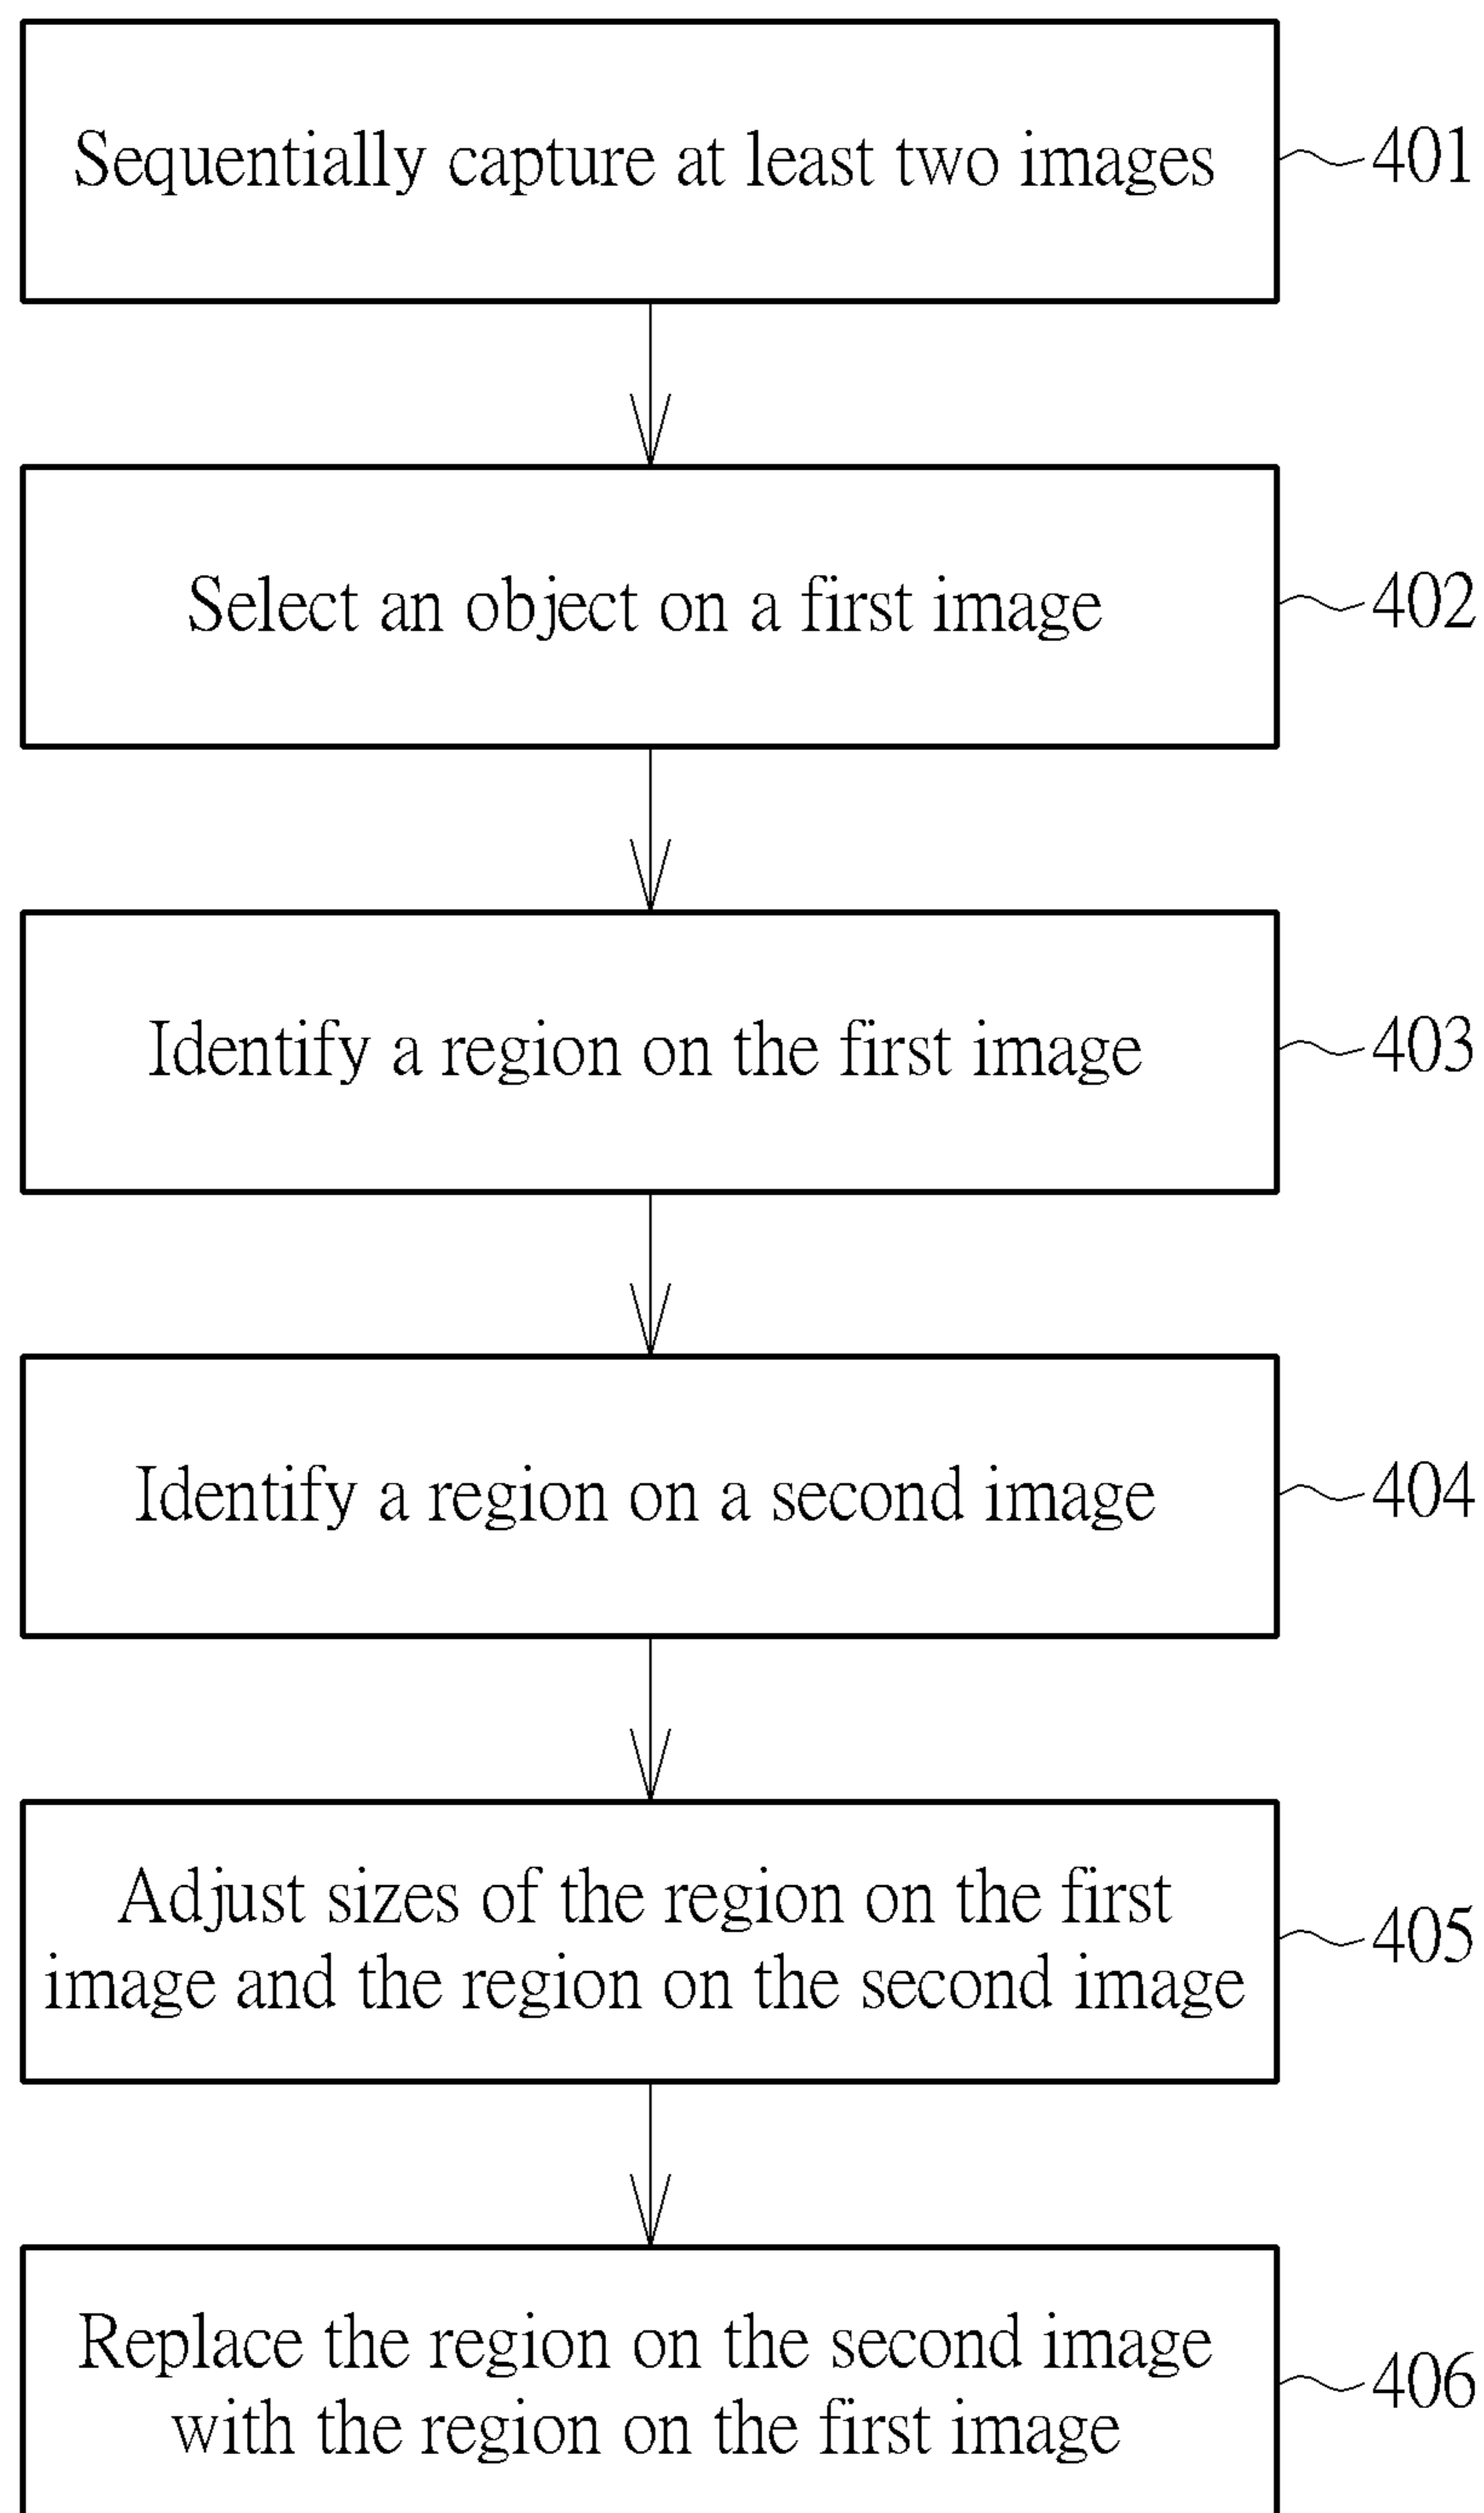 Sequentially capture at least two images
401
Select an object on a first image
402
Identify a region on the first image
403
Identify a region on a second image
404
Adjust sizes of the region on the first
image and the region on the second image
405
Replace the region on the second image
with the region on the first image
406